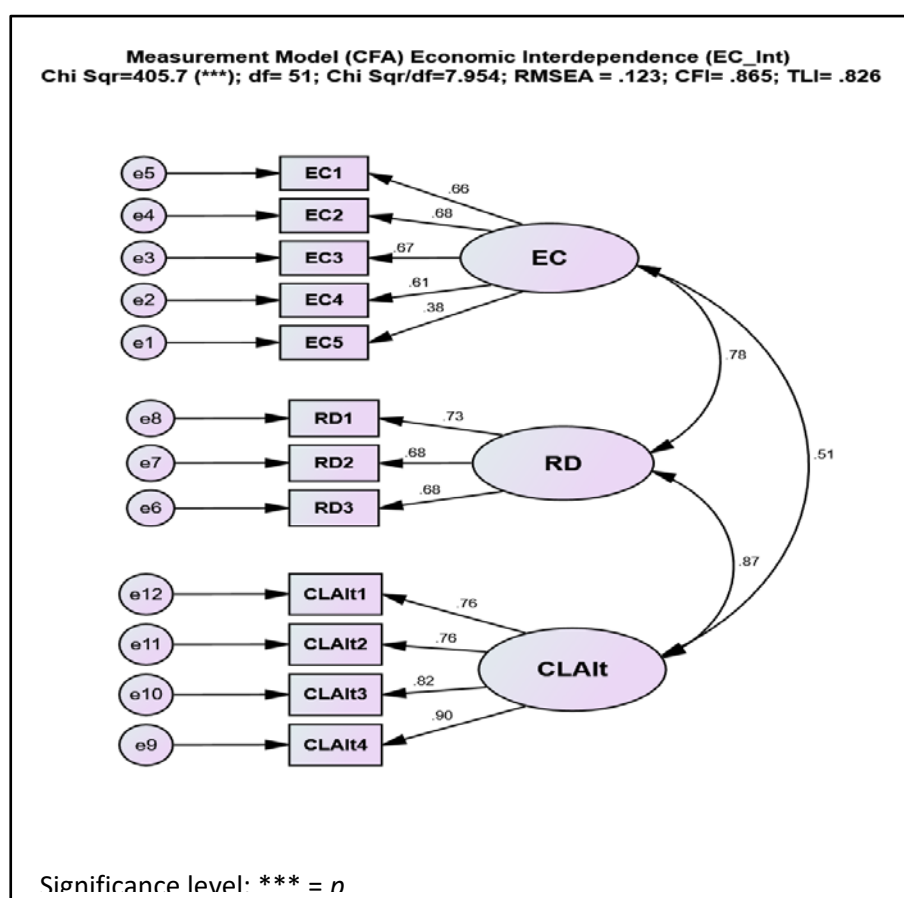 Measurement Model (CFA) Economic Interdependence (EC_Int)
Chi Sqr=405.7 (***); df= 51; Chi Sqr/df=7.954; RMSEA = .123; CFI= .865; TLI= .826
e5 EC1 .66
e4 EC2 .68
e3 EC3 .67 EC
e2 EC4 .61
e1 EC5 .38
.78
e8 RD1 .73
e7 RD2 .68 RD .51
e6 RD3 .68
.87
e12 CLAlt1 .76
e11 CLAlt2 .76
CLAlt
e10 CLAlt3 .82
e9 CLAlt4 .90
Significance level: *** = p